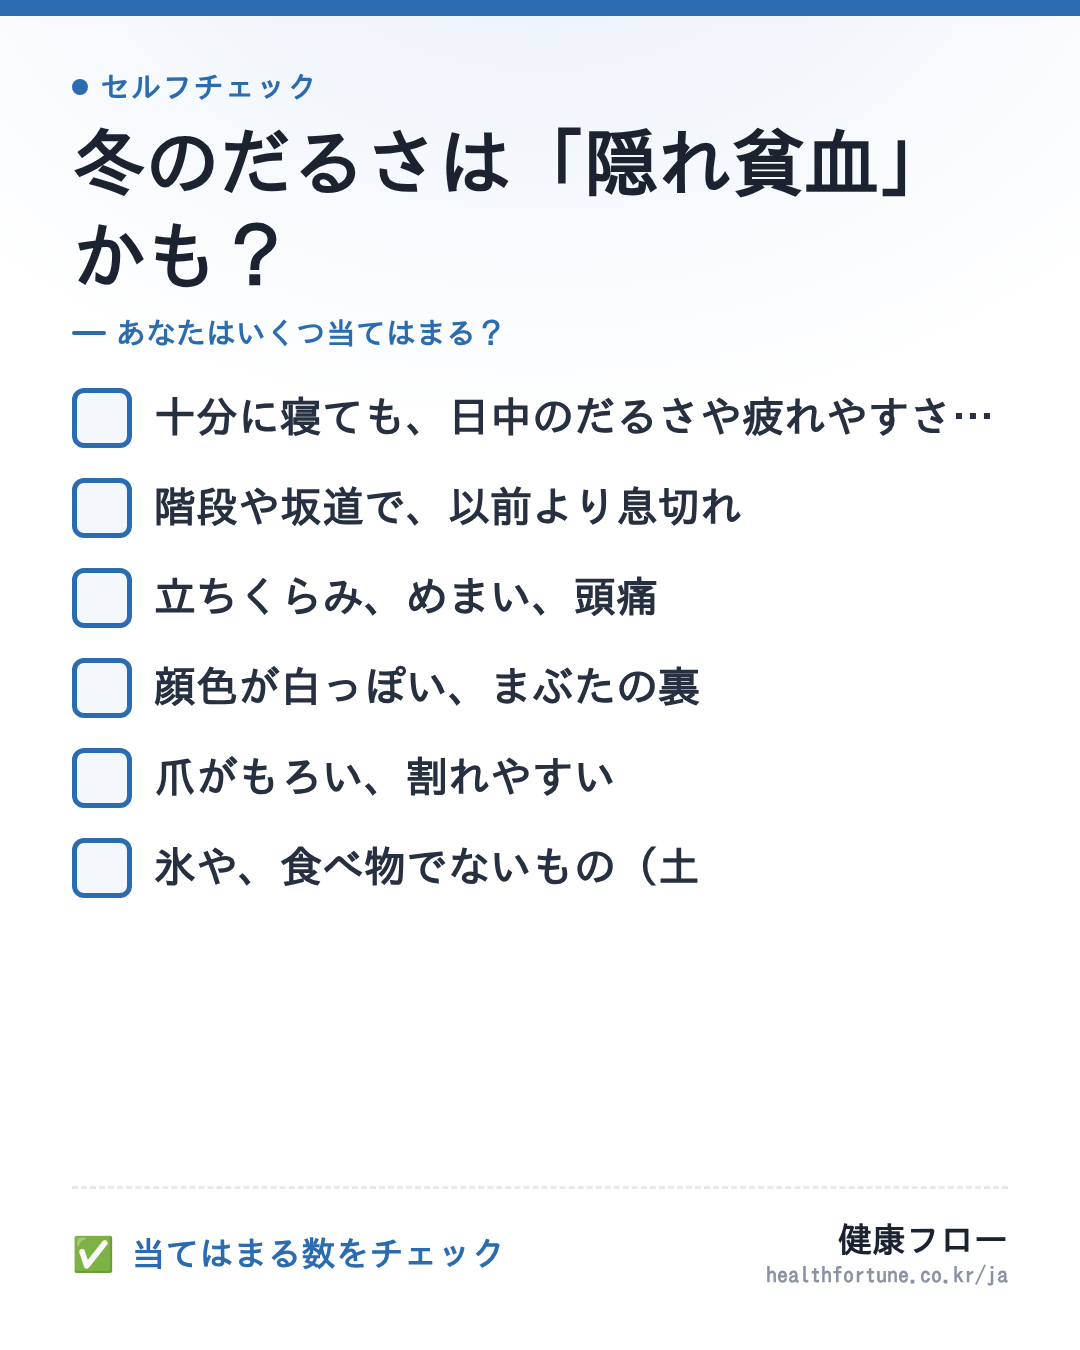 セルフチェック
冬のだるさは「隠れ貧血」
かも？
— あなたはいくつ当てはまる？
十分に寝ても、日中のだるさや疲れやすさ…
階段や坂道で、以前より息切れ
立ちくらみ、めまい、頭痛
顔色が白っぽい、まぶたの裏
爪がもろい、割れやすい
氷や、食べ物でないもの（土
✅ 当てはまる数をチェック
健康フロー
healthfortune.co.kr/ja